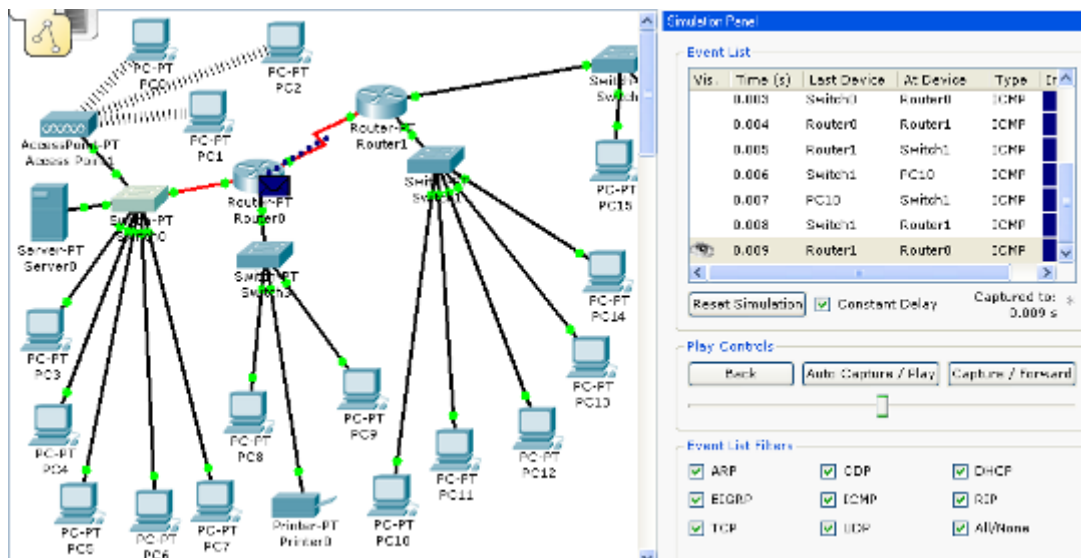 PC-PT
PC0
PC-PT
PC2
PC-PT
PC1
AccessPoint-PT
Access Point1
Router-PT
Router1
Switch
Switch
PC-PT
PC15
Switch-PT
Switch0
Server-PT
Server0
Router-PT
Router0
Switch-PT
Switch1
Switch-PT
Switch3
PC-PT
PC14
PC-PT
PC3
PC-PT
PC13
PC-PT
PC4
PC-PT
PC8
PC-PT
PC9
PC-PT
PC12
PC-PT
PC11
PC-PT
PC5
PC-PT
PC6
PC-PT
PC7
Printer-PT
Printer0
PC-PT
PC10
Simulation Panel
Event List
Vis. Time (s) Last Device At Device Type
0.003 Switch0 Router0 ICMP
0.004 Router0 Router1 ICMP
0.005 Router1 Switch1 ICMP
0.006 Switch1 PC10 ICMP
0.007 PC10 Switch1 ICMP
0.008 Switch1 Router1 ICMP
0.009 Router1 Router0 ICMP
Reset Simulation Constant Delay Captured to: *
0.009 s
Play Controls
Back Auto Capture / Play Capture / Forward
Event List Filters
ARP CDP DHCP
EIGRP ICMP RIP
TCP UDP All/None